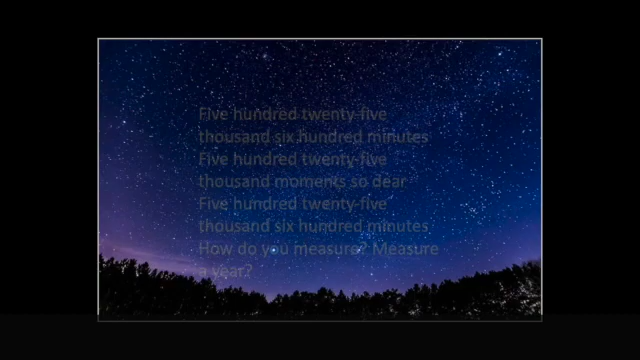 Five hundred twenty-five
thousand six hundred minutes
Five hundred twenty-five
thousand moments so dear
Five hundred twenty-five
thousand six hundred minutes
How do you measure? Measure
a year?